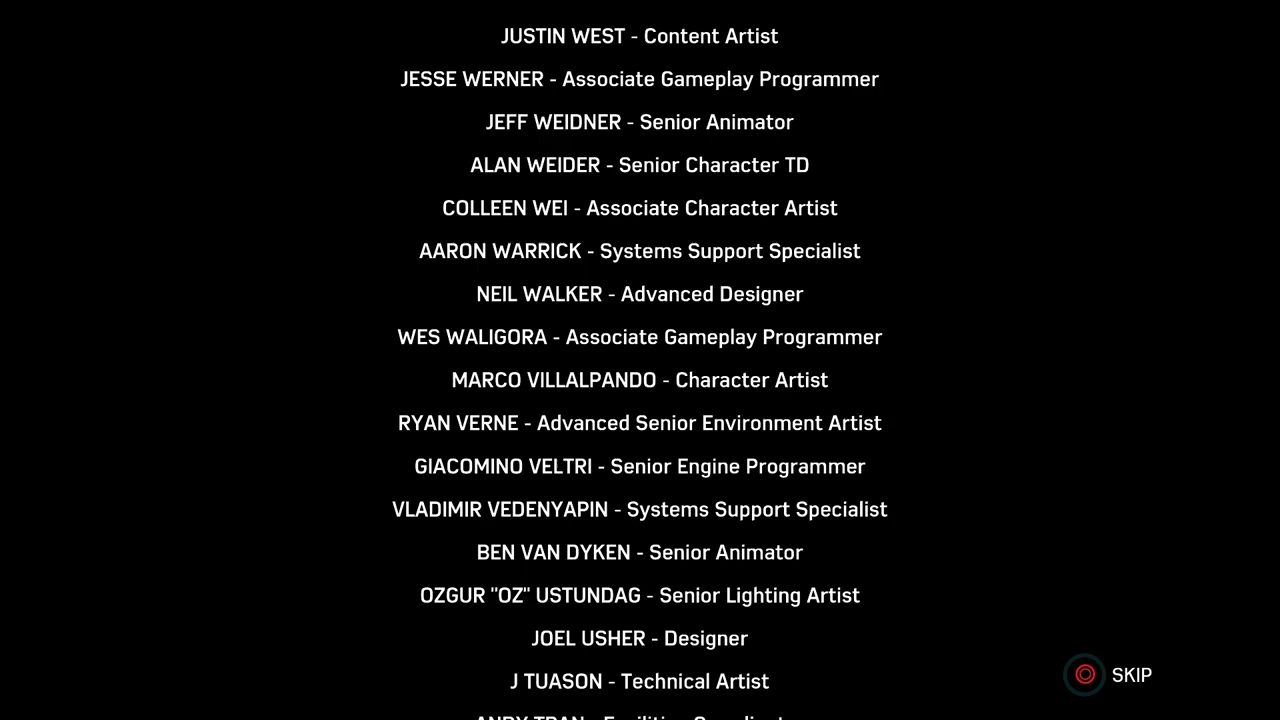 JUSTIN WEST - Content Artist
JESSE WERNER - Associate Gameplay Programmer
JEFF WEIDNER - Senior Animator
ALAN WEIDER - Senior Character TD
COLLEEN WEI - Associate Character Artist
AARON WARRICK - Systems Support Specialist
NEIL WALKER - Advanced Designer
WES WALIGORA - Associate Gameplay Programmer
MARCO VILLALPANDO - Character Artist
RYAN VERNE - Advanced Senior Environment Artist
GIACOMINO VELTRI - Senior Engine Programmer
VLADIMIR VEDENYAPIN - Systems Support Specialist
BEN VAN DYKEN - Senior Animator
OZGUR "OZ" USTUNDAG - Senior Lighting Artist
JOEL USHER - Designer
J TUASON - Technical Artist
SKIP